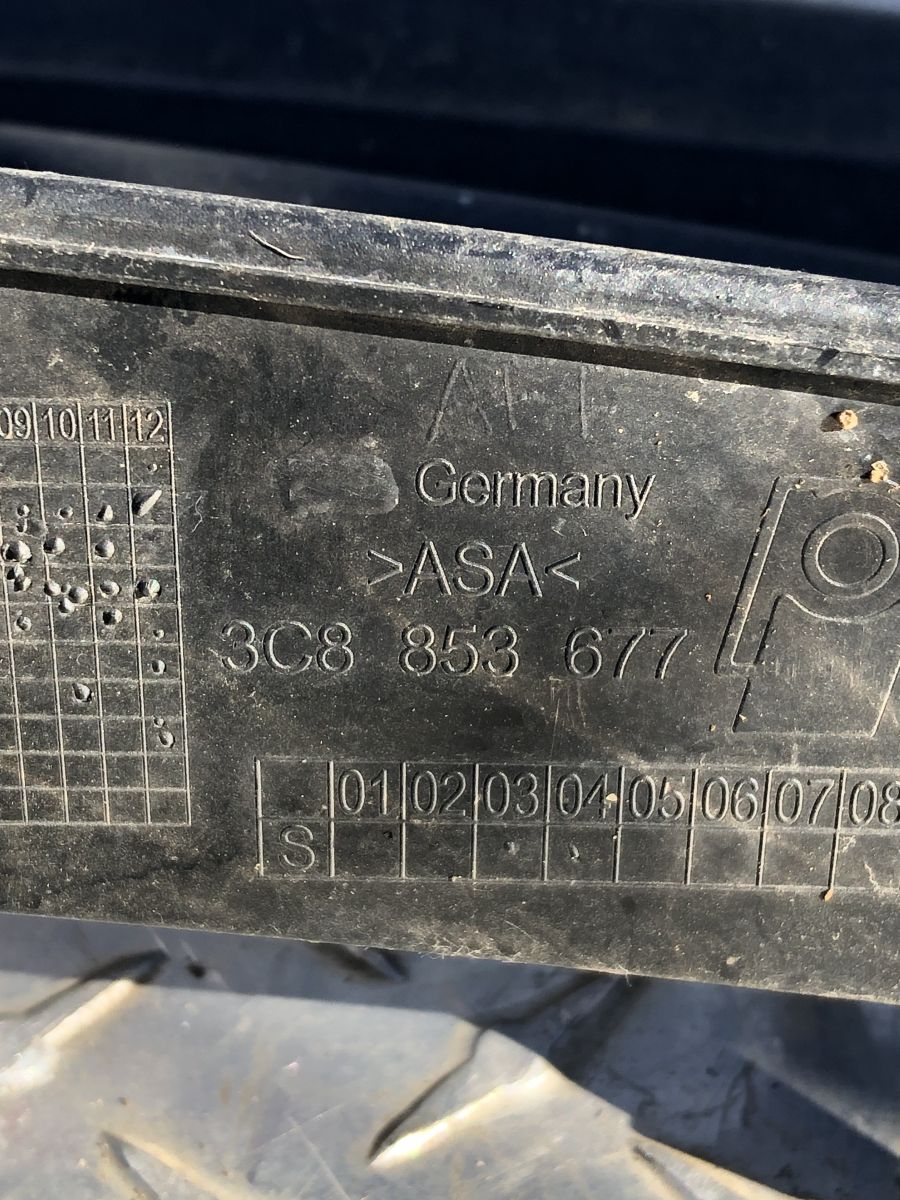 09 10 11 12
Germany
>ASA<
3C8 853 677
01 02 03 04 05 06 07 08
S